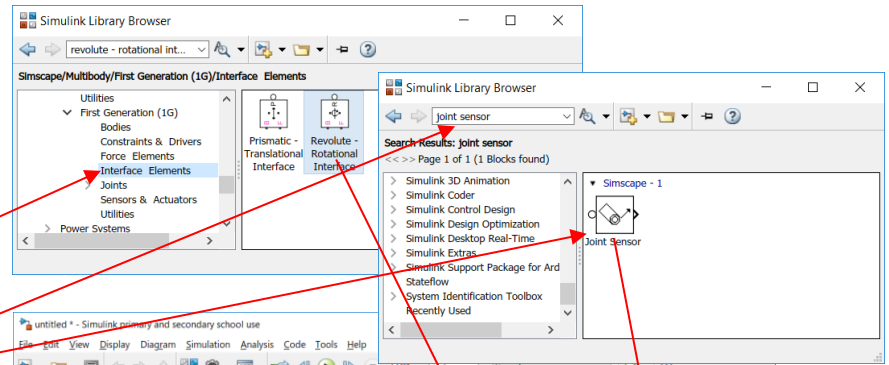 Simulink Library Browser
revolute - rotational int...
Simscape/Multibody/First Generation (1G)/Interface Elements
Utilities
First Generation (1G)
Bodies
Constraints & Drivers
Force Elements
Interface Elements
Joints
Sensors & Actuators
Utilities
Power Systems
Prismatic -
Translational
Interface
Revolute -
Rotational
Interface
Simulink Library Browser
joint sensor
Search Results: joint sensor
<< >> Page 1 of 1 (1 Blocks found)
Simulink 3D Animation
Simulink Coder
Simulink Control Design
Simulink Design Optimization
Simulink Desktop Real-Time
Simulink Extras
Simulink Support Package for Ard
Stateflow
System Identification Toolbox
Recently Used
Simscape - 1
Joint Sensor
untitled * - Simulink primary and secondary school use
File Edit View Display Diagram Simulation Analysis Code Tools Help